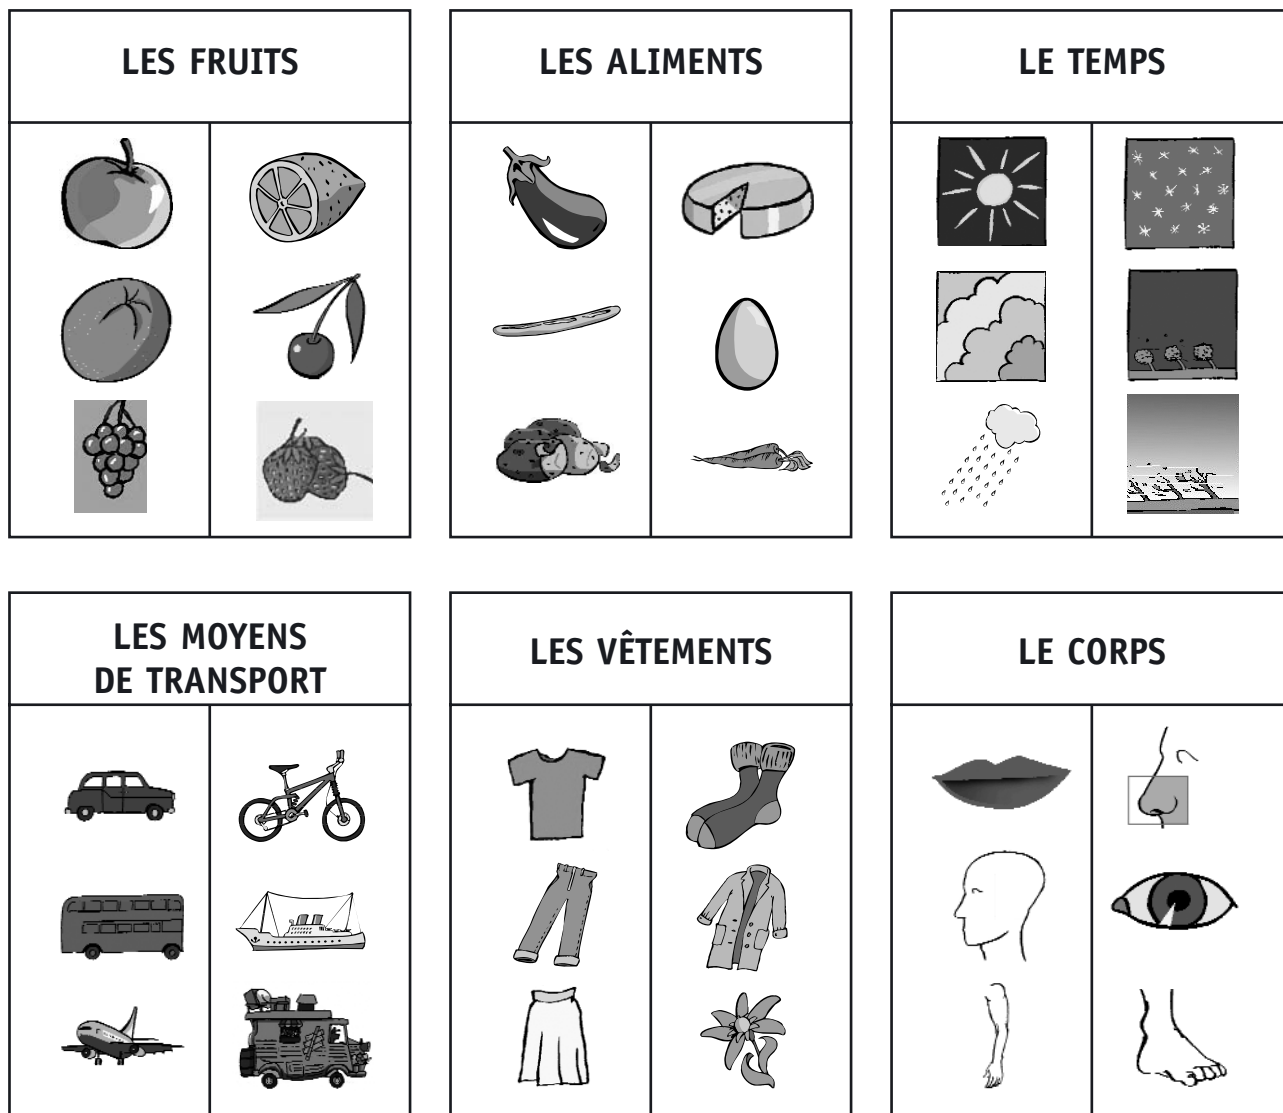 LES FRUITS
LES ALIMENTS
LE TEMPS
LES MOYENS
DE TRANSPORT
LES VÊTEMENTS
LE CORPS